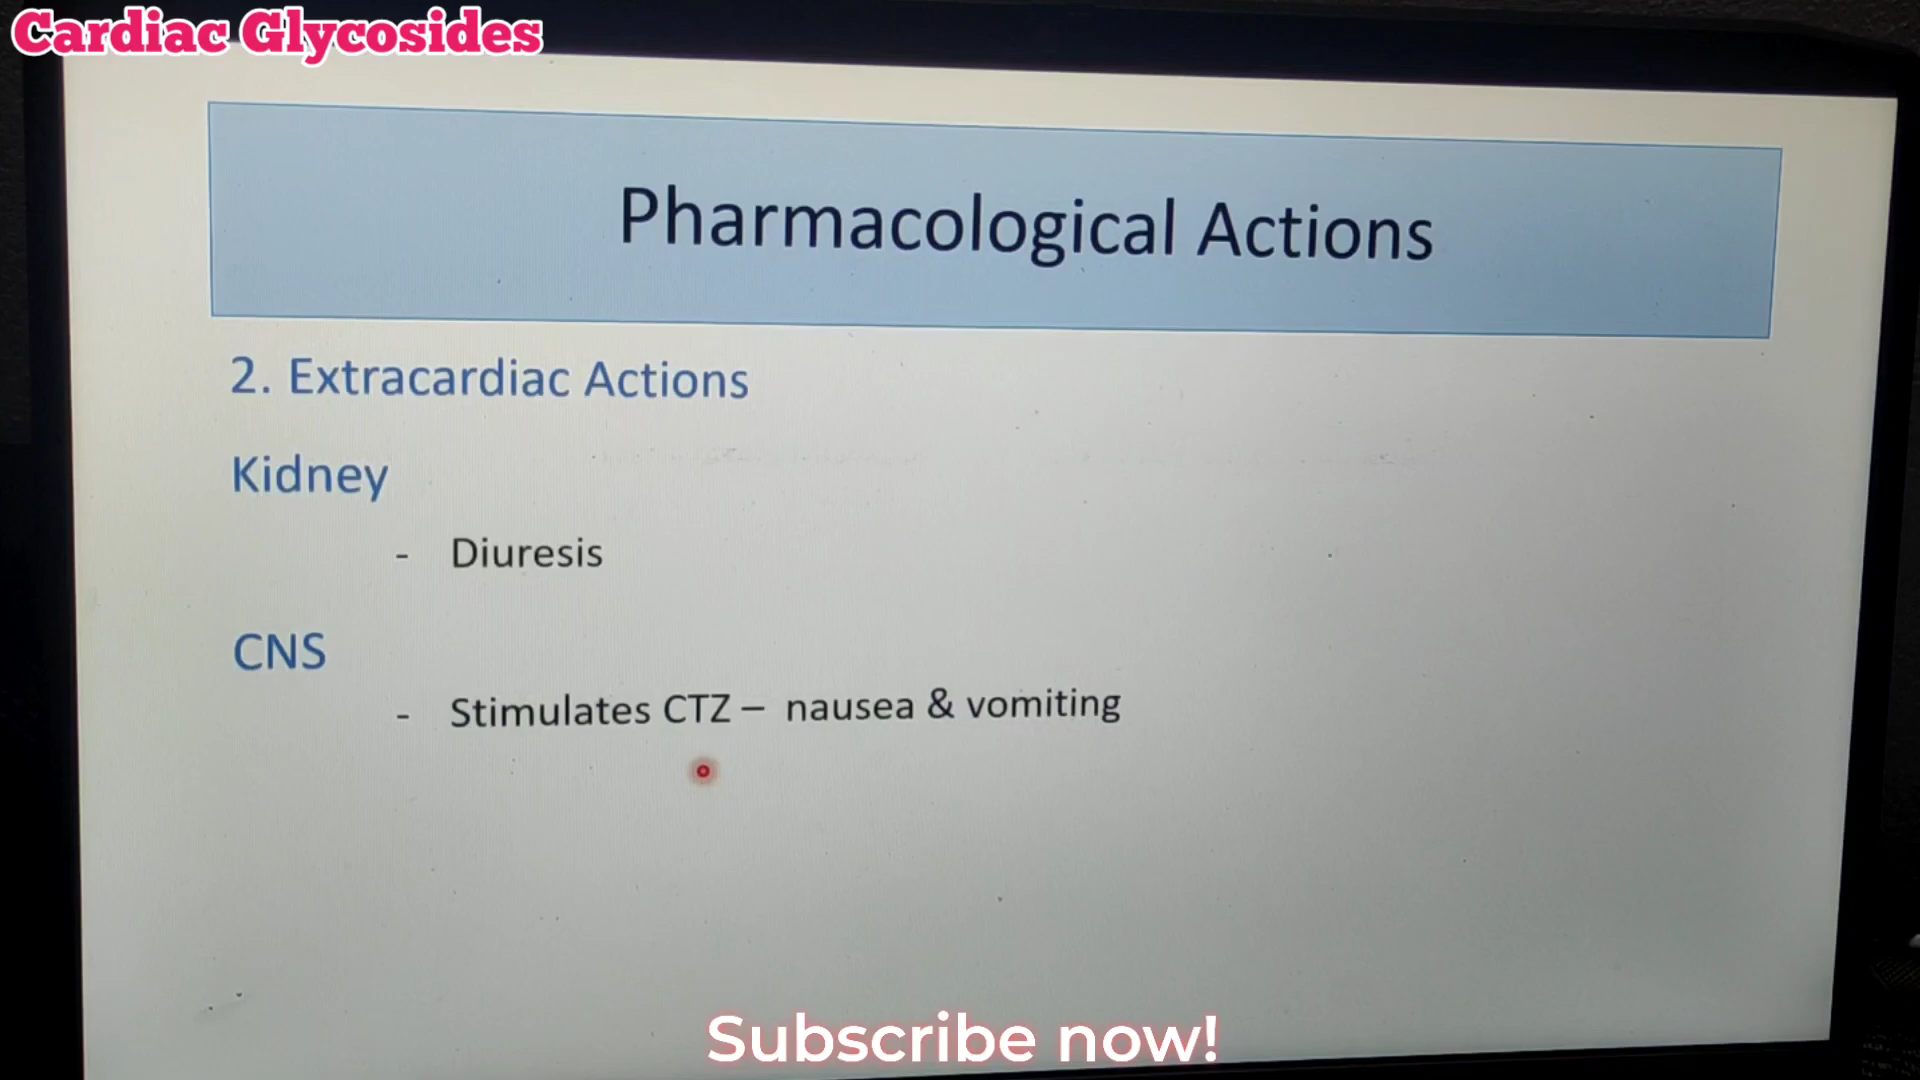 Cardiac Glycosides
Pharmacological Actions
2. Extracardiac Actions
Kidney
- Diuresis
CNS
- Stimulates CTZ – nausea & vomiting
Subscribe now!